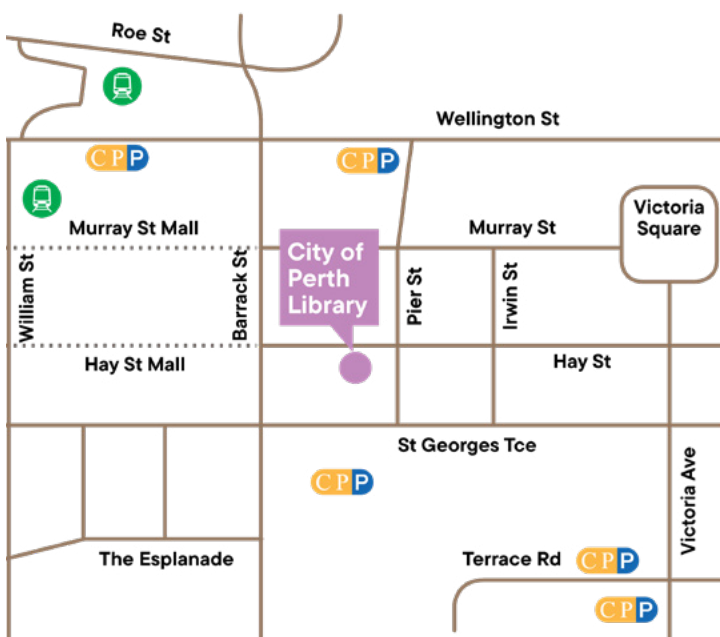 Roe St
Wellington St
CPP
CPP
Murray St Mall
Murray St
Victoria
Square
City of
Perth
Library
William St
Barrack St
Pier St
Irwin St
Hay St Mall
Hay St
St Georges Tce
CPP
Victoria Ave
The Esplanade
Terrace Rd
CPP
CPP